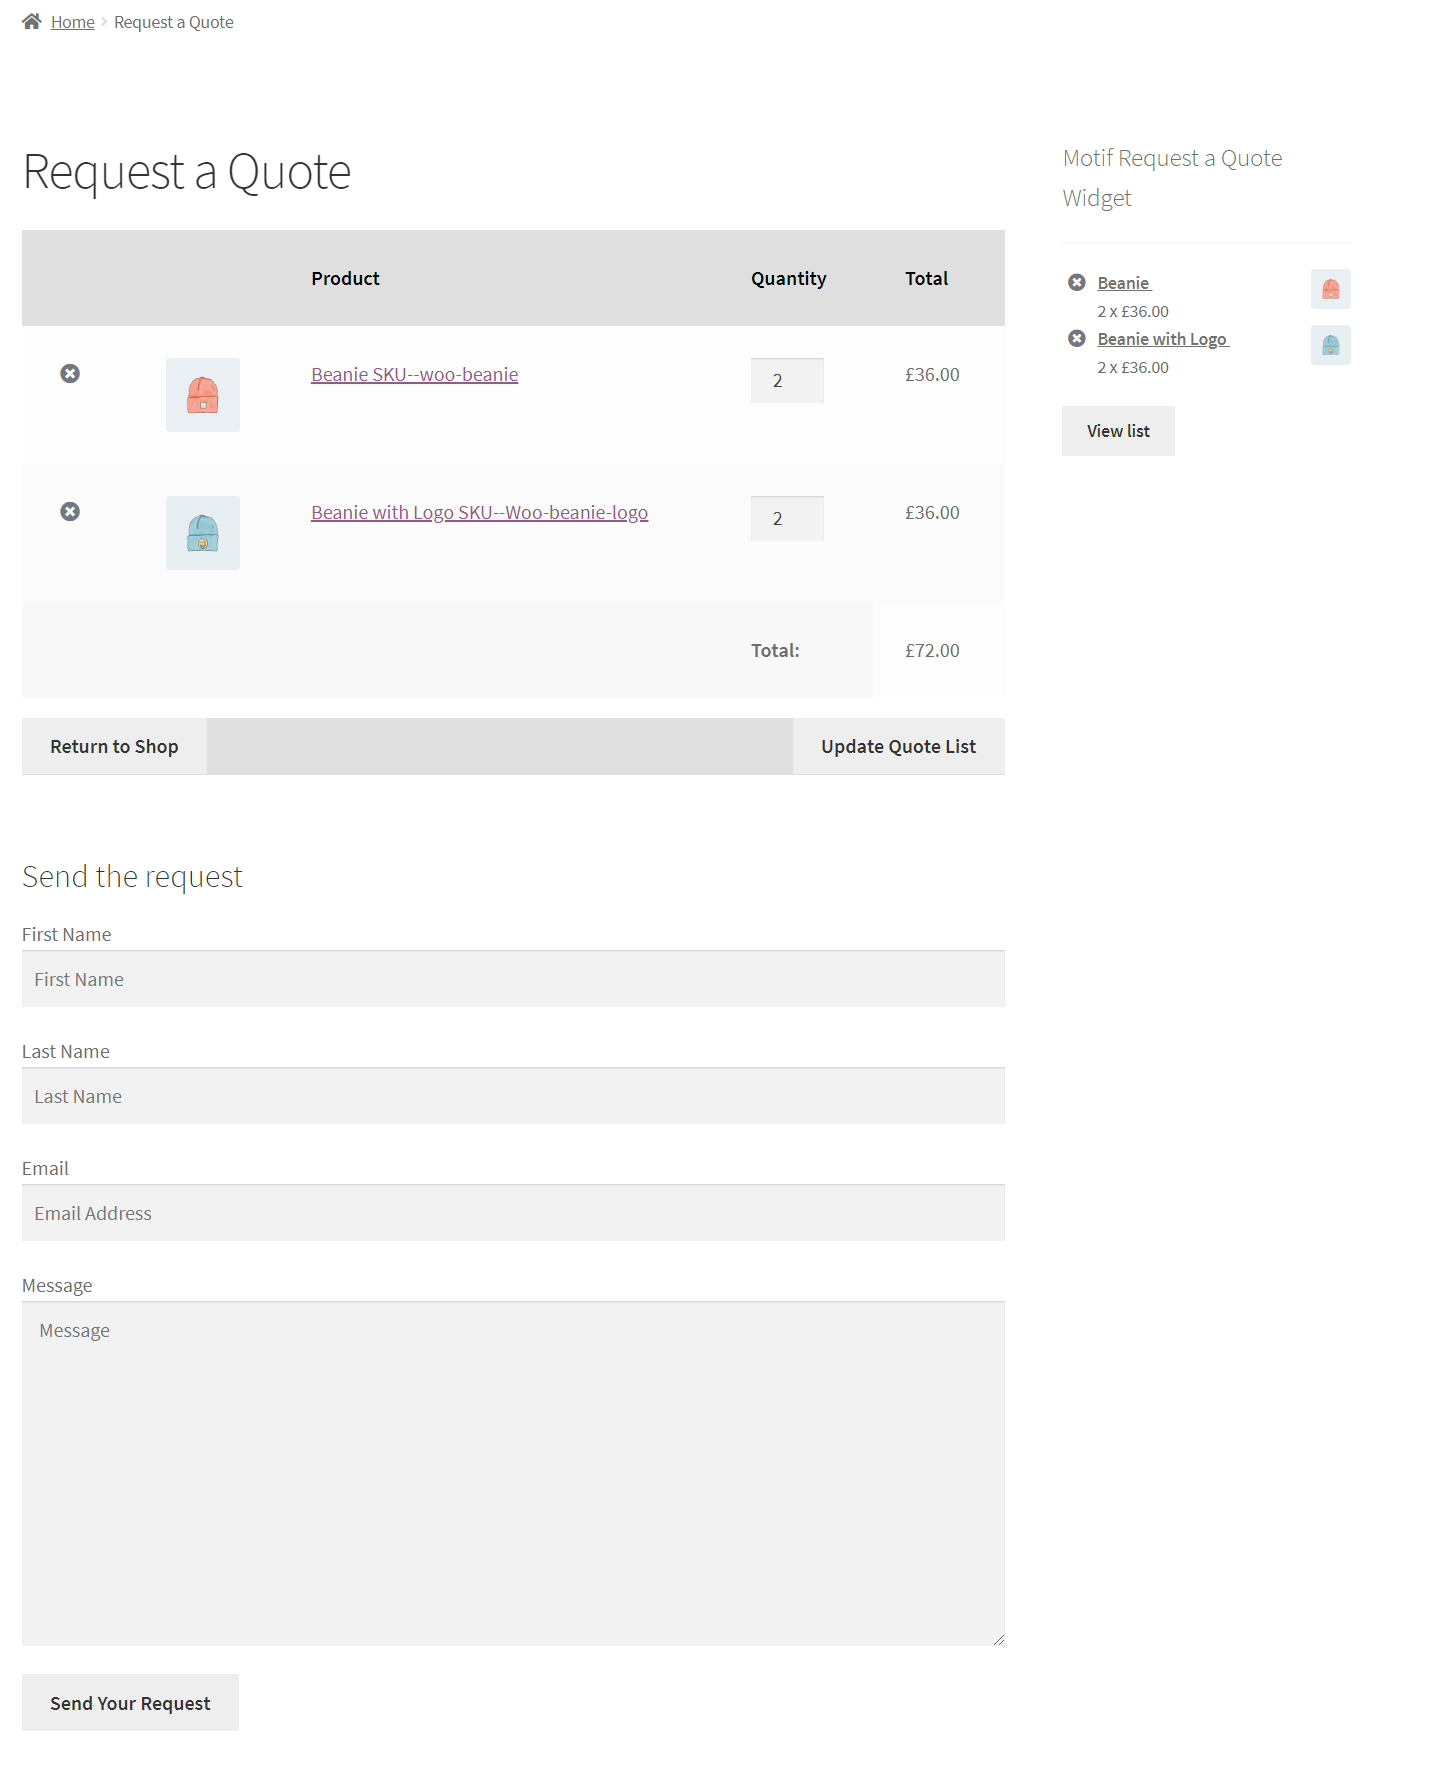 Home Request a Quote
Request a Quote
Product Quantity Total
Beanie SKU--woo-beanie 2 £36.00
Beanie with Logo SKU--Woo-beanie-logo 2 £36.00
Total: £72.00
Return to Shop Update Quote List
Send the request
First Name
First Name
Last Name
Last Name
Email
Email Address
Message
Message
Send Your Request
Motif Request a Quote
Widget
Beanie
2 x £36.00
Beanie with Logo
2 x £36.00
View list